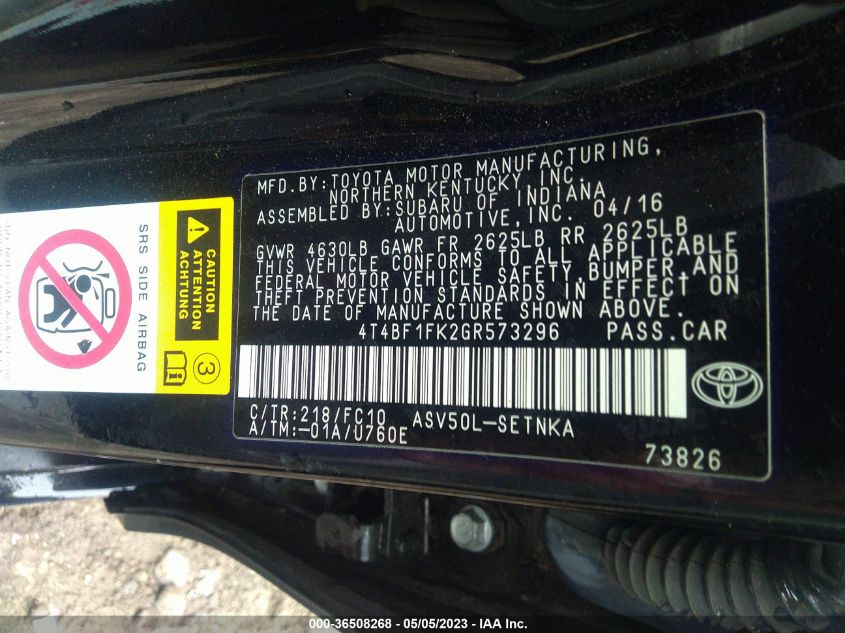 MFD.BY:TOYOTA MOTOR MANUFACTURING,
NORTHERN KENTUCKY, INC.
ASSEMBLED BY:SUBARU OF INDIANA
AUTOMOTIVE,INC. 04/16
GVWR 4630LB GAWR FR 2625LB RR 2625LB
THIS VEHICLE CONFORMS TO ALL APPLICABLE
FEDERAL MOTOR VEHICLE SAFETY,BUMPER,AND
THEFT PREVENTION STANDARDS IN EFFECT ON
THE DATE OF MANUFACTURE SHOWN ABOVE.
4T4BF1FK2GR573296 PASS.CAR
C/TR:218/FC10 ASV50L-SETNKA
A/TM:-01A/U760E
73826
CAUTION
ATTENTION
ACHTUNG
SRS SIDE AIRBAG
3
000-36508268 - 05/05/2023 - IAA Inc.